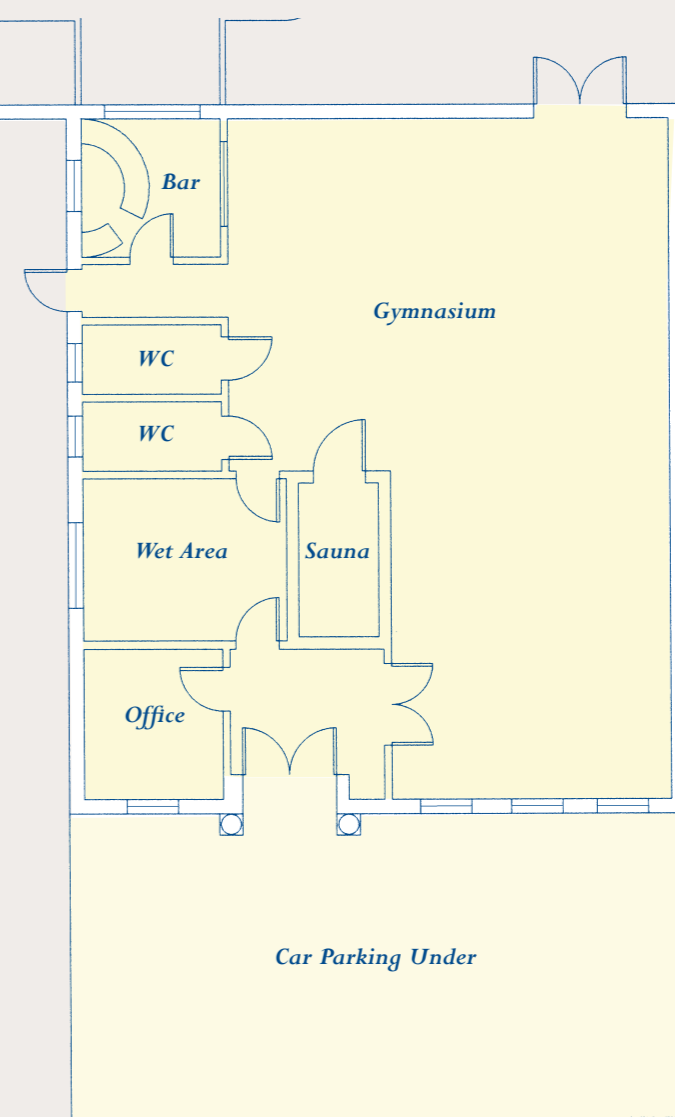 Bar
Gymnasium
WC
WC
Wet Area
Sauna
Office
Car Parking Under